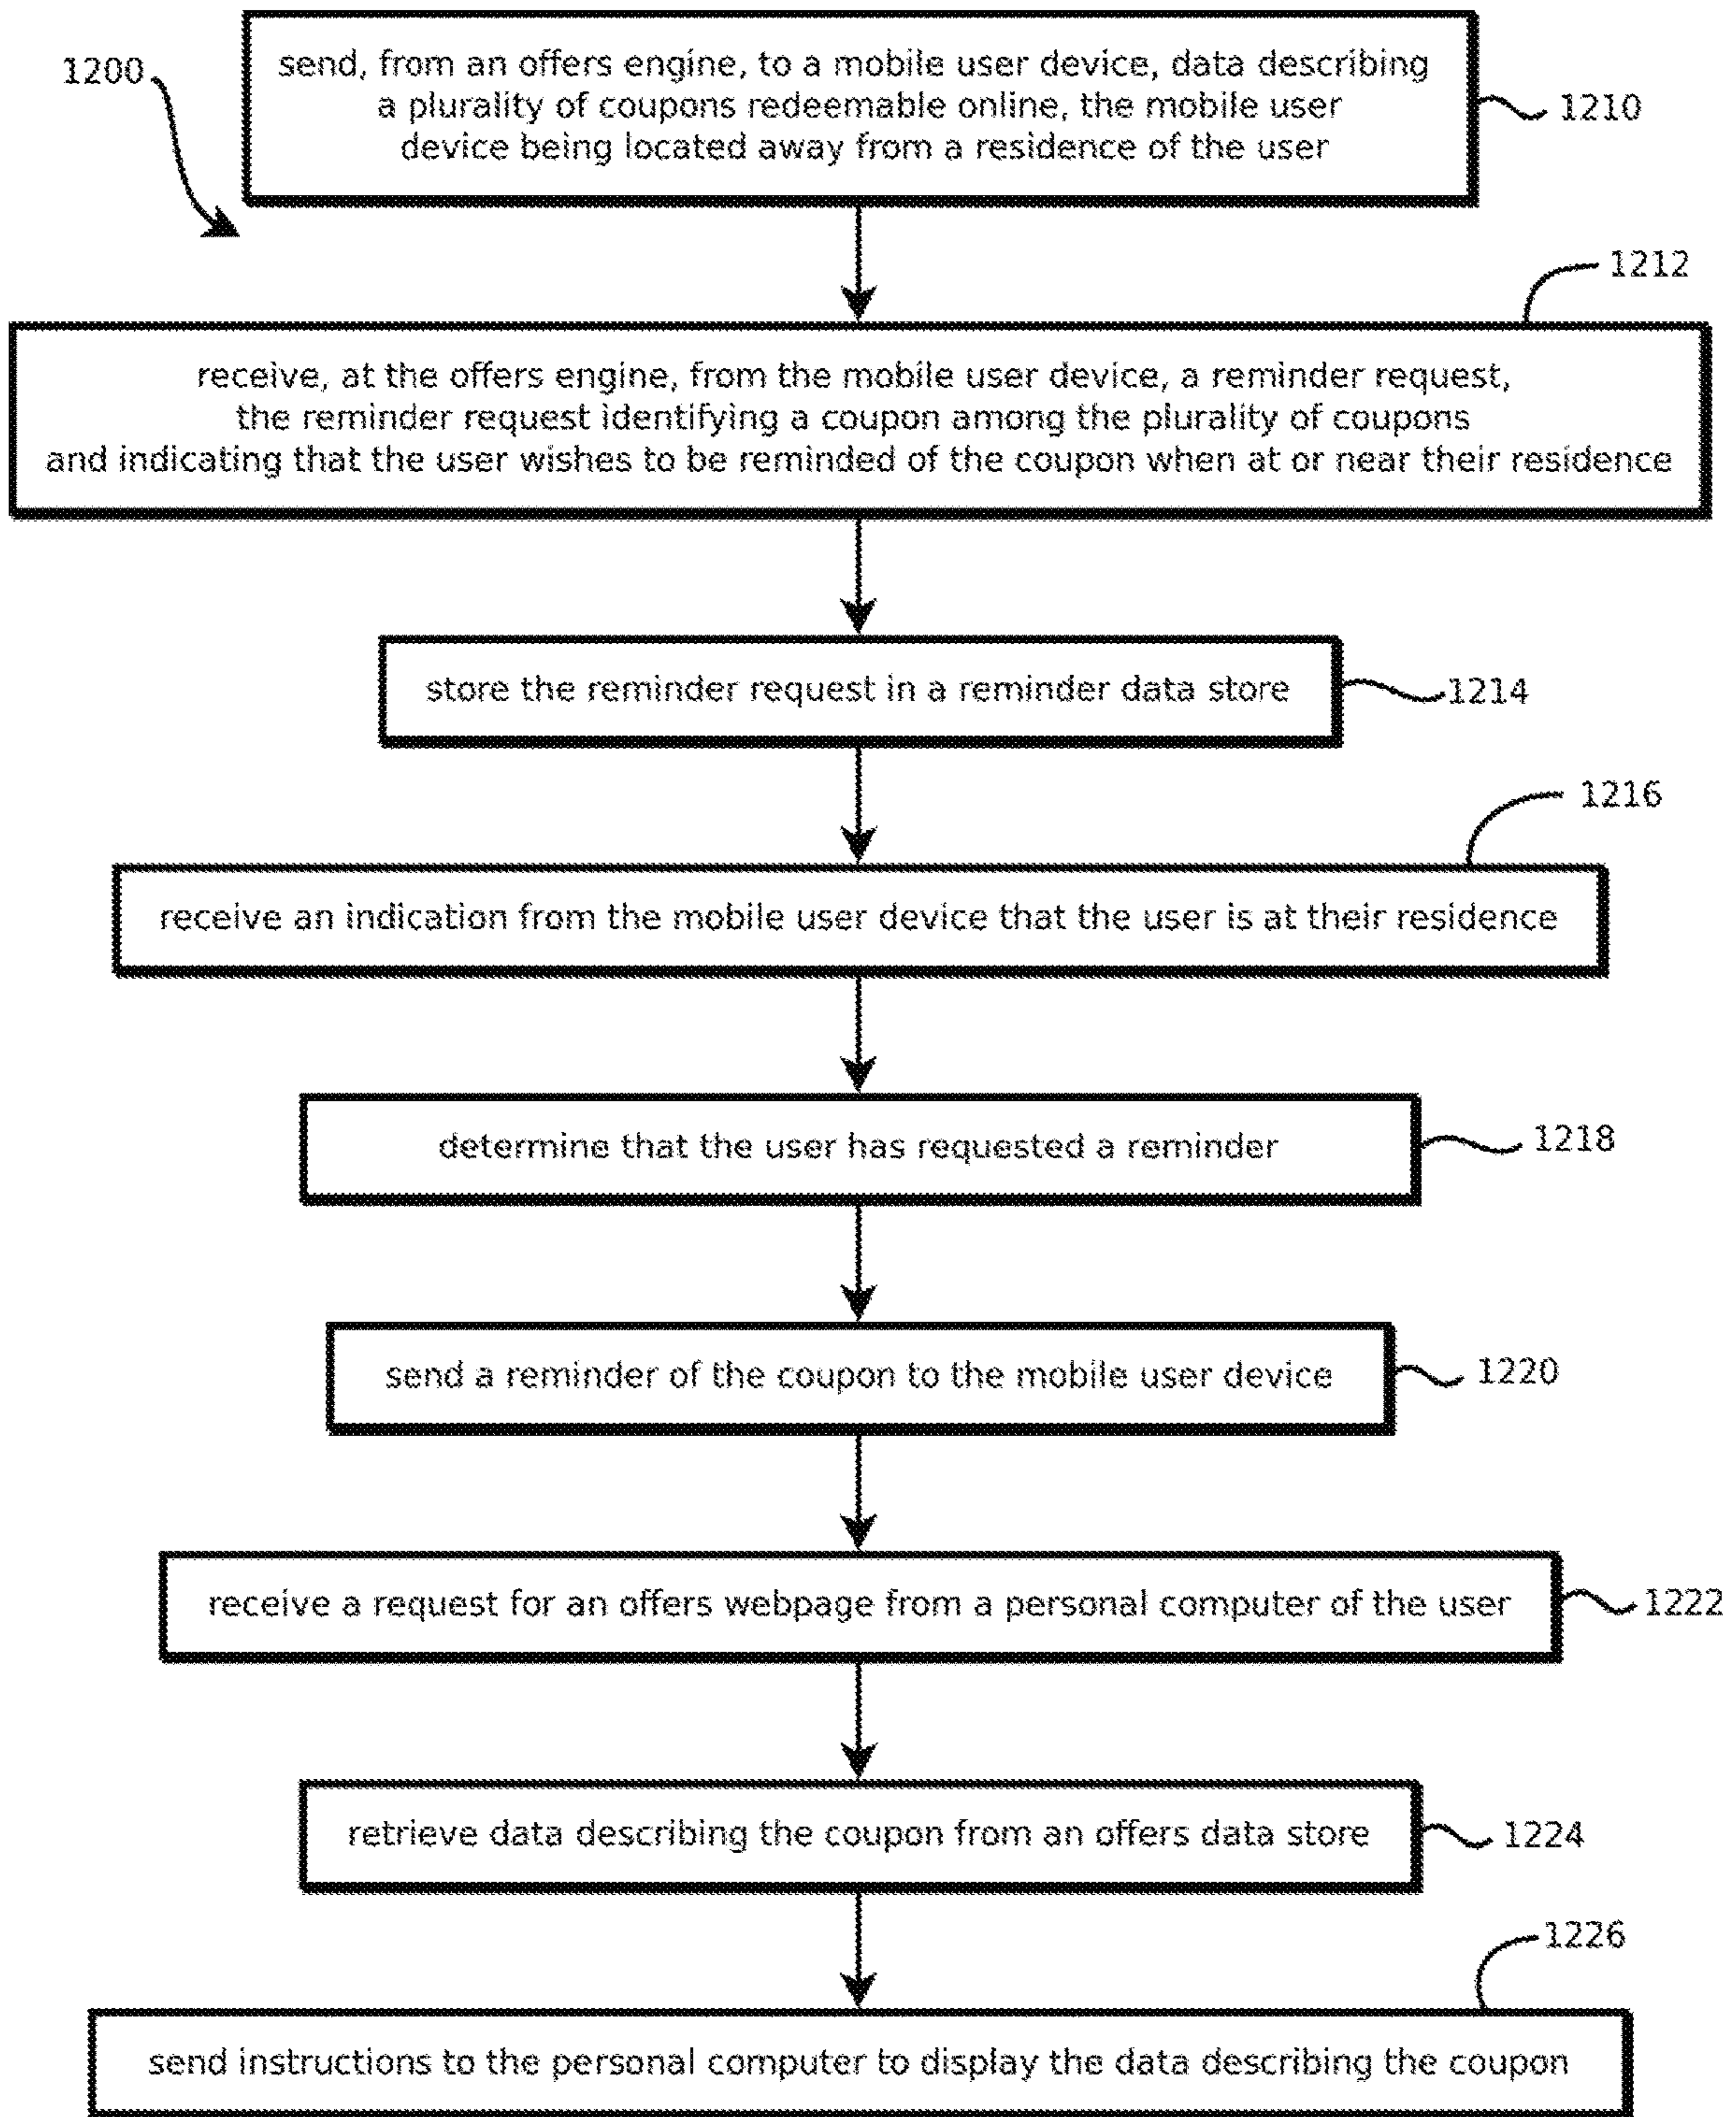 1200
send, from an offers engine, to a mobile user device, data describing
a plurality of coupons redeemable online, the mobile user
device being located away from a residence of the user
1210
1212
receive, at the offers engine, from the mobile user device, a reminder request,
the reminder request identifying a coupon among the plurality of coupons
and indicating that the user wishes to be reminded of the coupon when at or near their residence
store the reminder request in a reminder data store
1214
1216
receive an indication from the mobile user device that the user is at their residence
determine that the user has requested a reminder
1218
send a reminder of the coupon to the mobile user device
1220
receive a request for an offers webpage from a personal computer of the user
1222
retrieve data describing the coupon from an offers data store
1224
1226
send instructions to the personal computer to display the data describing the coupon